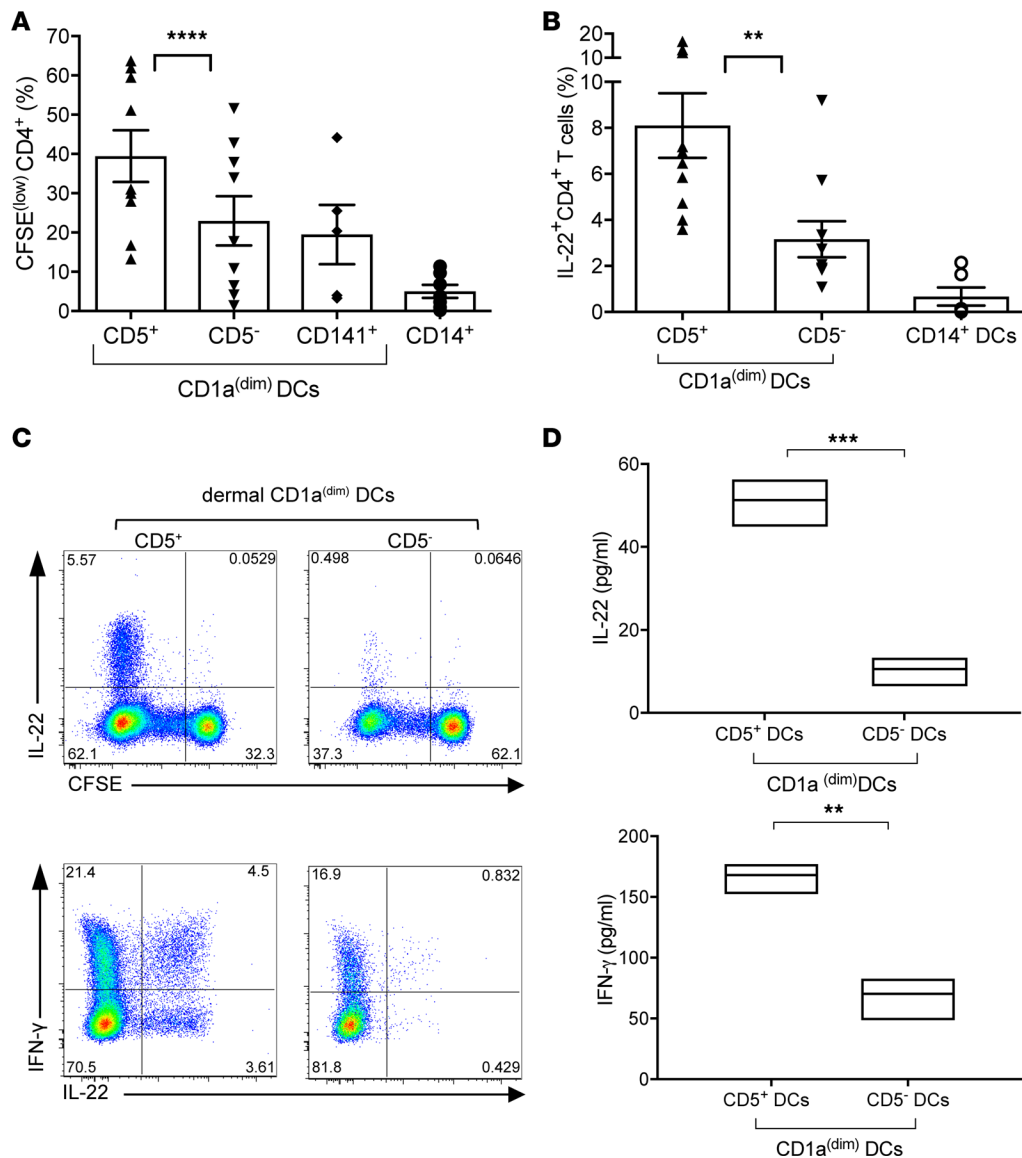 A
CFSE(low) CD4+ (%)
70
60
50
40
30
20
10
0
****
CD5+ CD5- CD141+ CD14+
CD1a(dim) DCs
B
IL-22+CD4+ T cells (%)
20
10
10
8
6
4
2
0
**
CD5+ CD5- CD14+ DCs
CD1a(dim) DCs
C
dermal CD1a(dim) DCs
CD5+ CD5-
IL-22
5.57 0.0529
62.1 32.3
0.498 0.0646
37.3 62.1
CFSE
IFN-γ
21.4 4.5
70.5 3.61
16.9 0.832
81.8 0.429
IL-22
D
***
IL-22 (pg/ml)
60
40
20
0
CD5+ DCs CD5- DCs
CD1a (dim)DCs
**
IFN-γ (pg/ml)
200
150
100
50
0
CD5+ DCs CD5- DCs
CD1a(dim) DCs